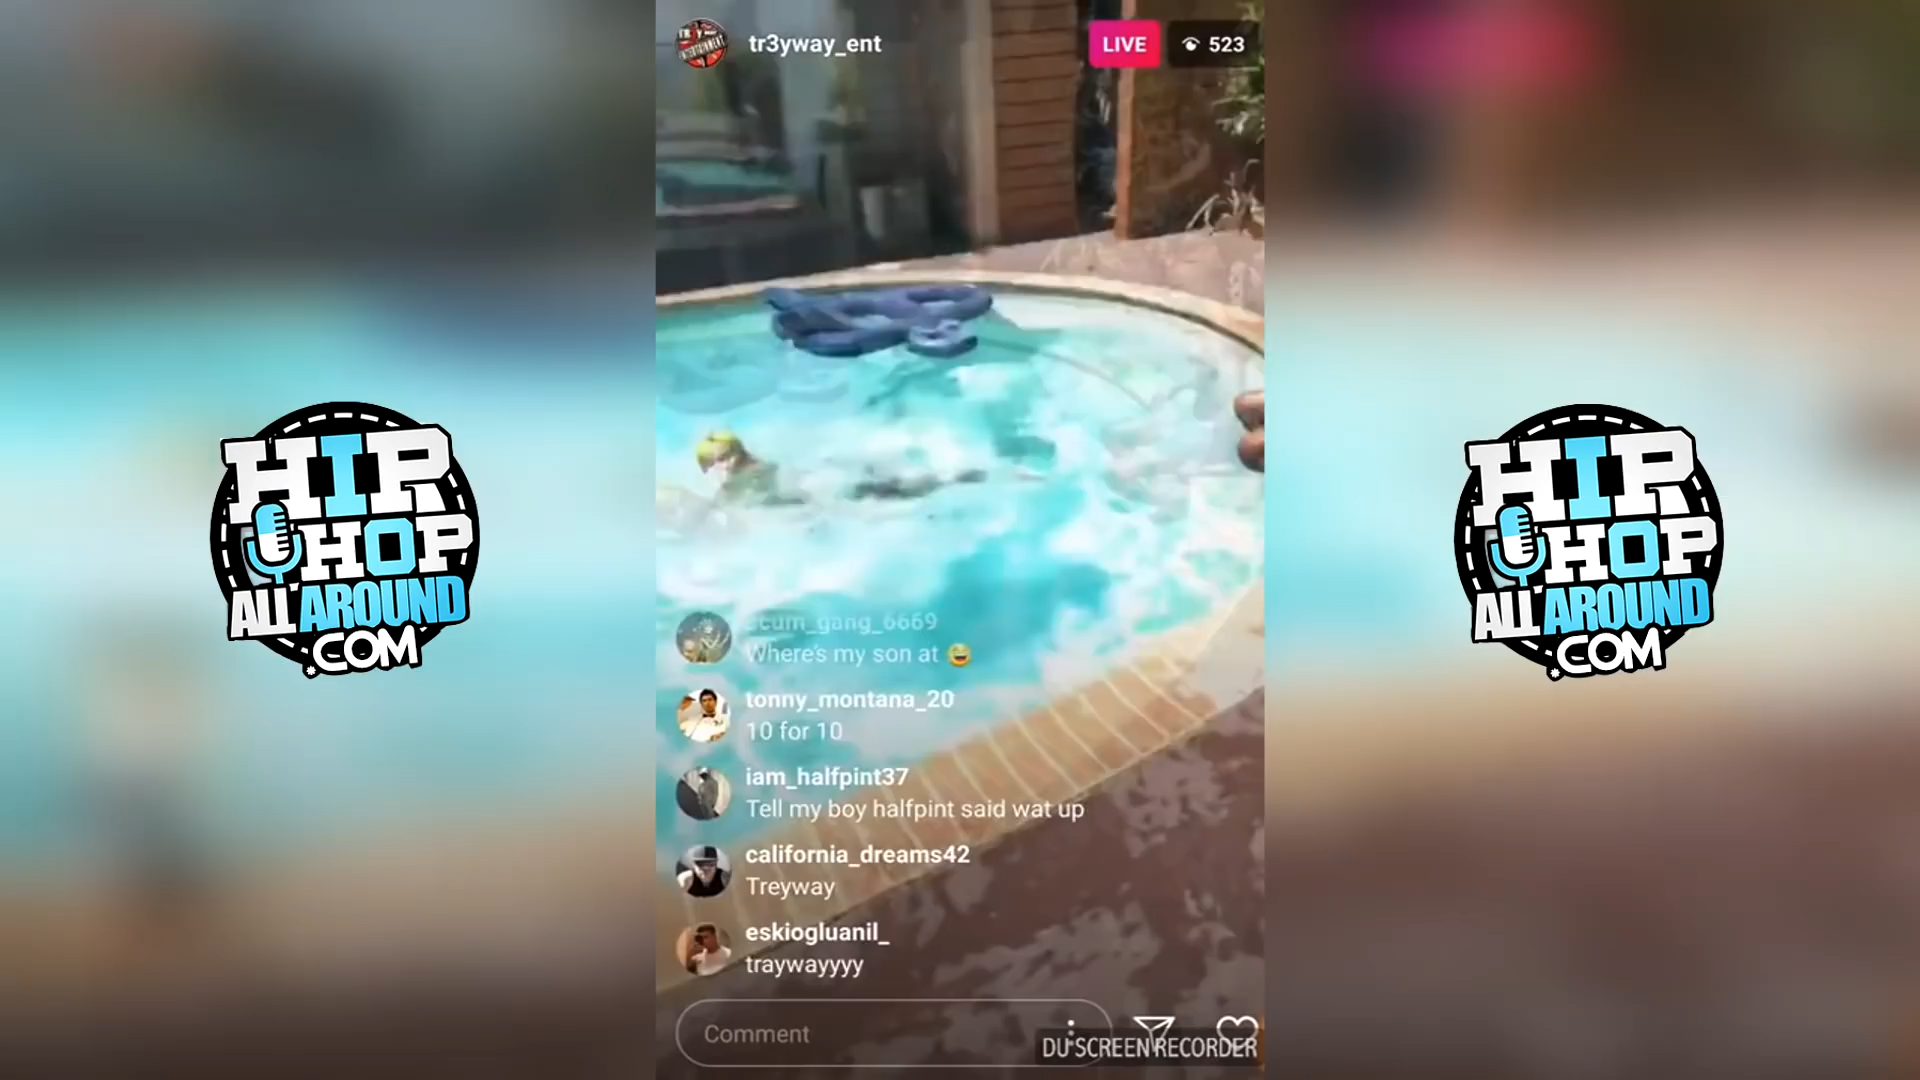 tr3yway_ent
LIVE
523
HIP
HOP
ALL AROUND
.COM
HIP
HOP
ALL AROUND
.COM
scum_gang_6669
Where's my son at 😂
tonny_montana_20
10 for 10
iam_halfpint37
Tell my boy halfpint said wat up
california_dreams42
Treyway
eskiogluanil_
traywayyyy
Comment
DU SCREEN RECORDER